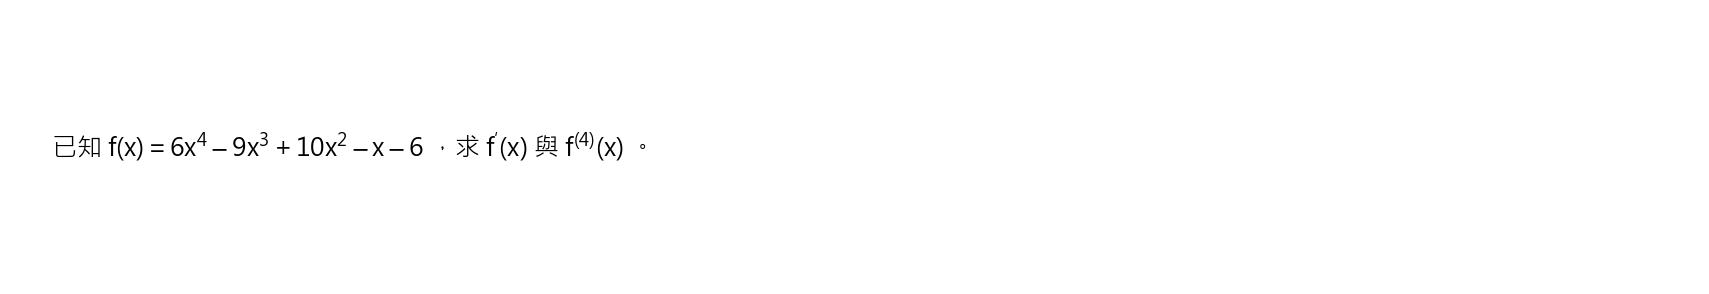 已知 f(x) = 6x⁴ – 9x³ + 10x² – x – 6 ，求 f′(x) 與 f⁽⁴⁾(x) 。